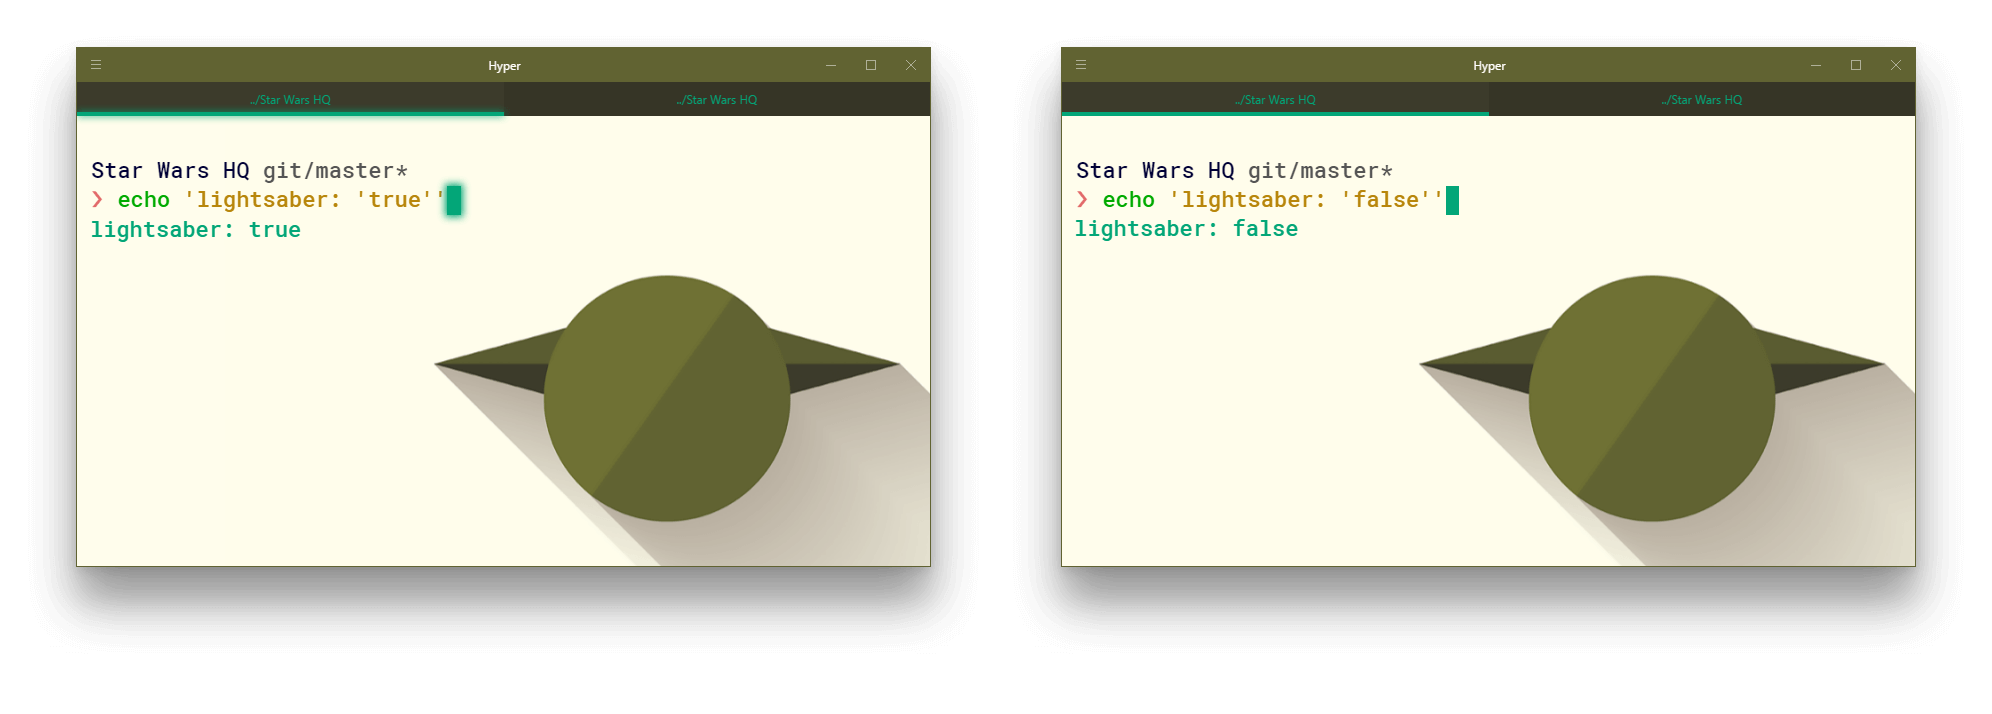 Hyper
../Star Wars HQ
../Star Wars HQ
Star Wars HQ git/master*
❯ echo 'lightsaber: 'true''
lightsaber: true
Hyper
../Star Wars HQ
../Star Wars HQ
Star Wars HQ git/master*
❯ echo 'lightsaber: 'false''
lightsaber: false